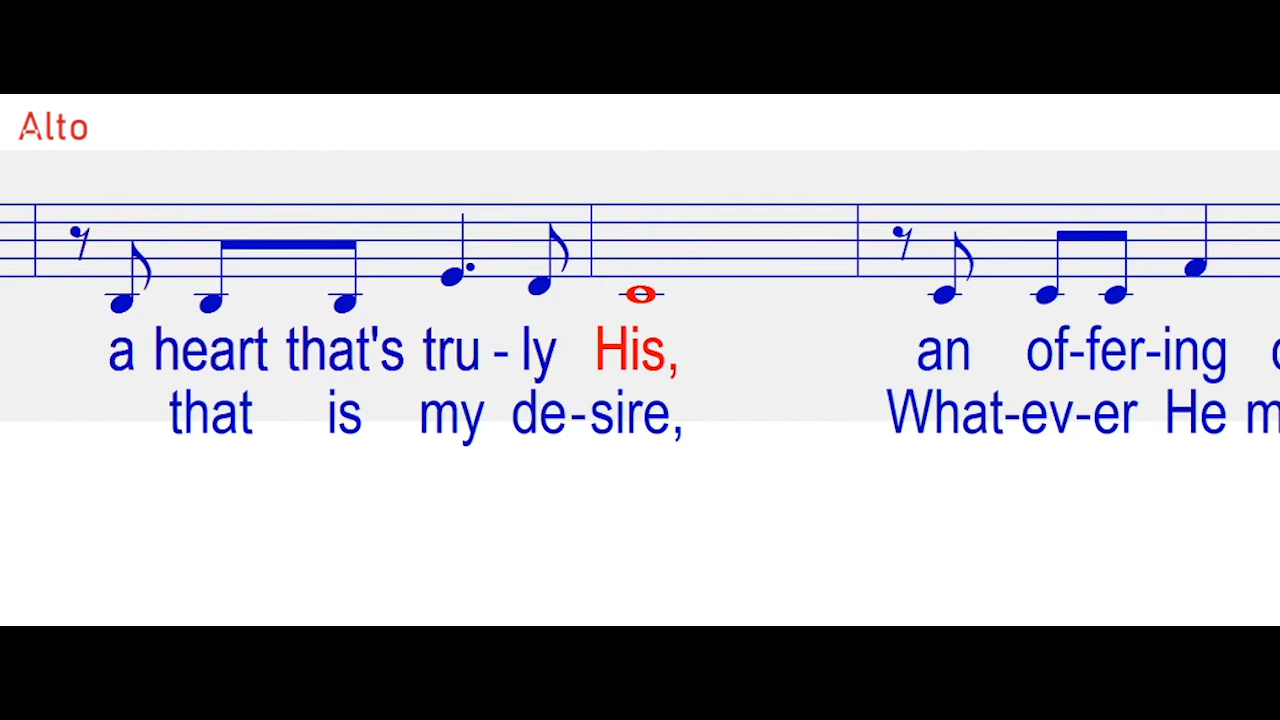 Alto
a heart that's tru - ly His, an of-fer-ing
that is my de-sire, What-ev-er He